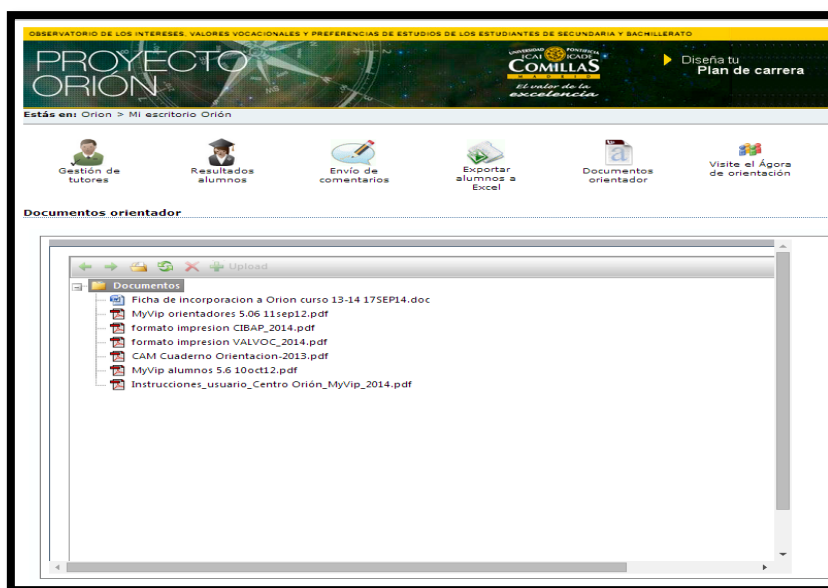 OBSERVATORIO DE LOS INTERESES, VALORES VOCACIONALES Y PREFERENCIAS DE ESTUDIOS DE LOS ESTUDIANTES DE SECUNDARIA Y BACHILLERATO
PROYECTO
ORIÓN
UNIVERSIDAD PONTIFICIA
ICAI ICADE
COMILLAS
MADRID
El valor de la
excelencia
Diseña tu
Plan de carrera
Estás en: Orion > Mi escritorio Orión
Gestión de
tutores
Resultados
alumnos
Envío de
comentarios
Exportar
alumnos a
Excel
Documentos
orientador
Visite el Ágora
de orientación
Documentos orientador
Upload
Documentos
Ficha de incorporacion a Orion curso 13-14 17SEP14.doc
MyVip orientadores 5.06 11sep12.pdf
formato impresion CIBAP_2014.pdf
formato impresion VALVOC_2014.pdf
CAM Cuaderno Orientacion-2013.pdf
MyVip alumnos 5.6 10oct12.pdf
Instrucciones_usuario_Centro Orión_MyVip_2014.pdf